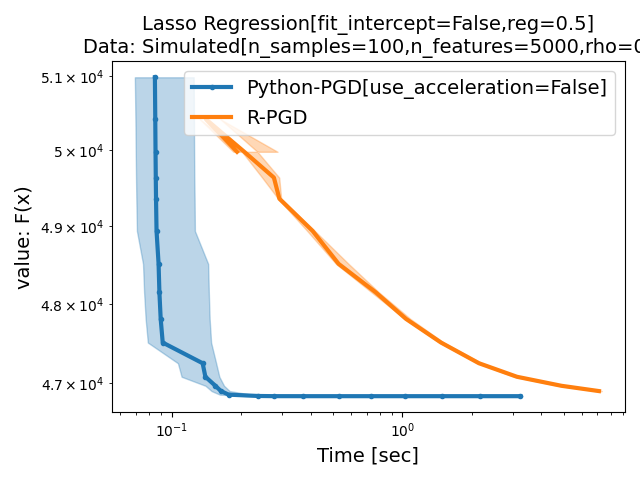 Lasso Regression[fit_intercept=False,reg=0.5]
Data: Simulated[n_samples=100,n_features=5000,rho=0
5.1 × 10⁴
5 × 10⁴
4.9 × 10⁴
4.8 × 10⁴
4.7 × 10⁴
value: F(x)
Python-PGD[use_acceleration=False]
R-PGD
10⁻¹
10⁰
Time [sec]